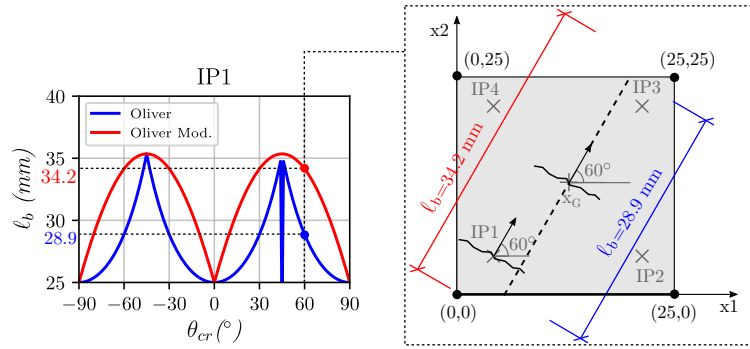 IP1
ℓb (mm)
40
35
34.2
30
28.9
25
Oliver
Oliver Mod.
−90
−60
−30
0
30
60
90
θcr(°)
x2
(0,25)
(25,25)
IP4
IP3
ℓb=34.2 mm
60°
xG
ℓb=28.9 mm
IP1
60°
IP2
(0,0)
(25,0)
x1